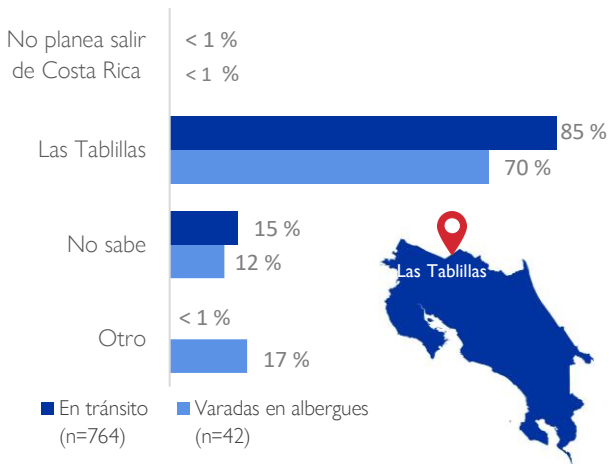 No planea salir
de Costa Rica
< 1 %
< 1 %
Las Tablillas
85 %
70 %
No sabe
15 %
12 %
Otro
< 1 %
17 %
Las Tablillas
En tránsito
(n=764)
Varadas en albergues
(n=42)